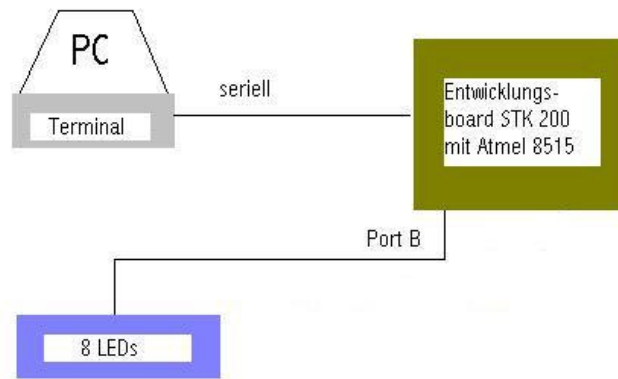 PC
Terminal
seriell
Entwicklungs-
board STK 200
mit Atmel 8515
Port B
8 LEDs